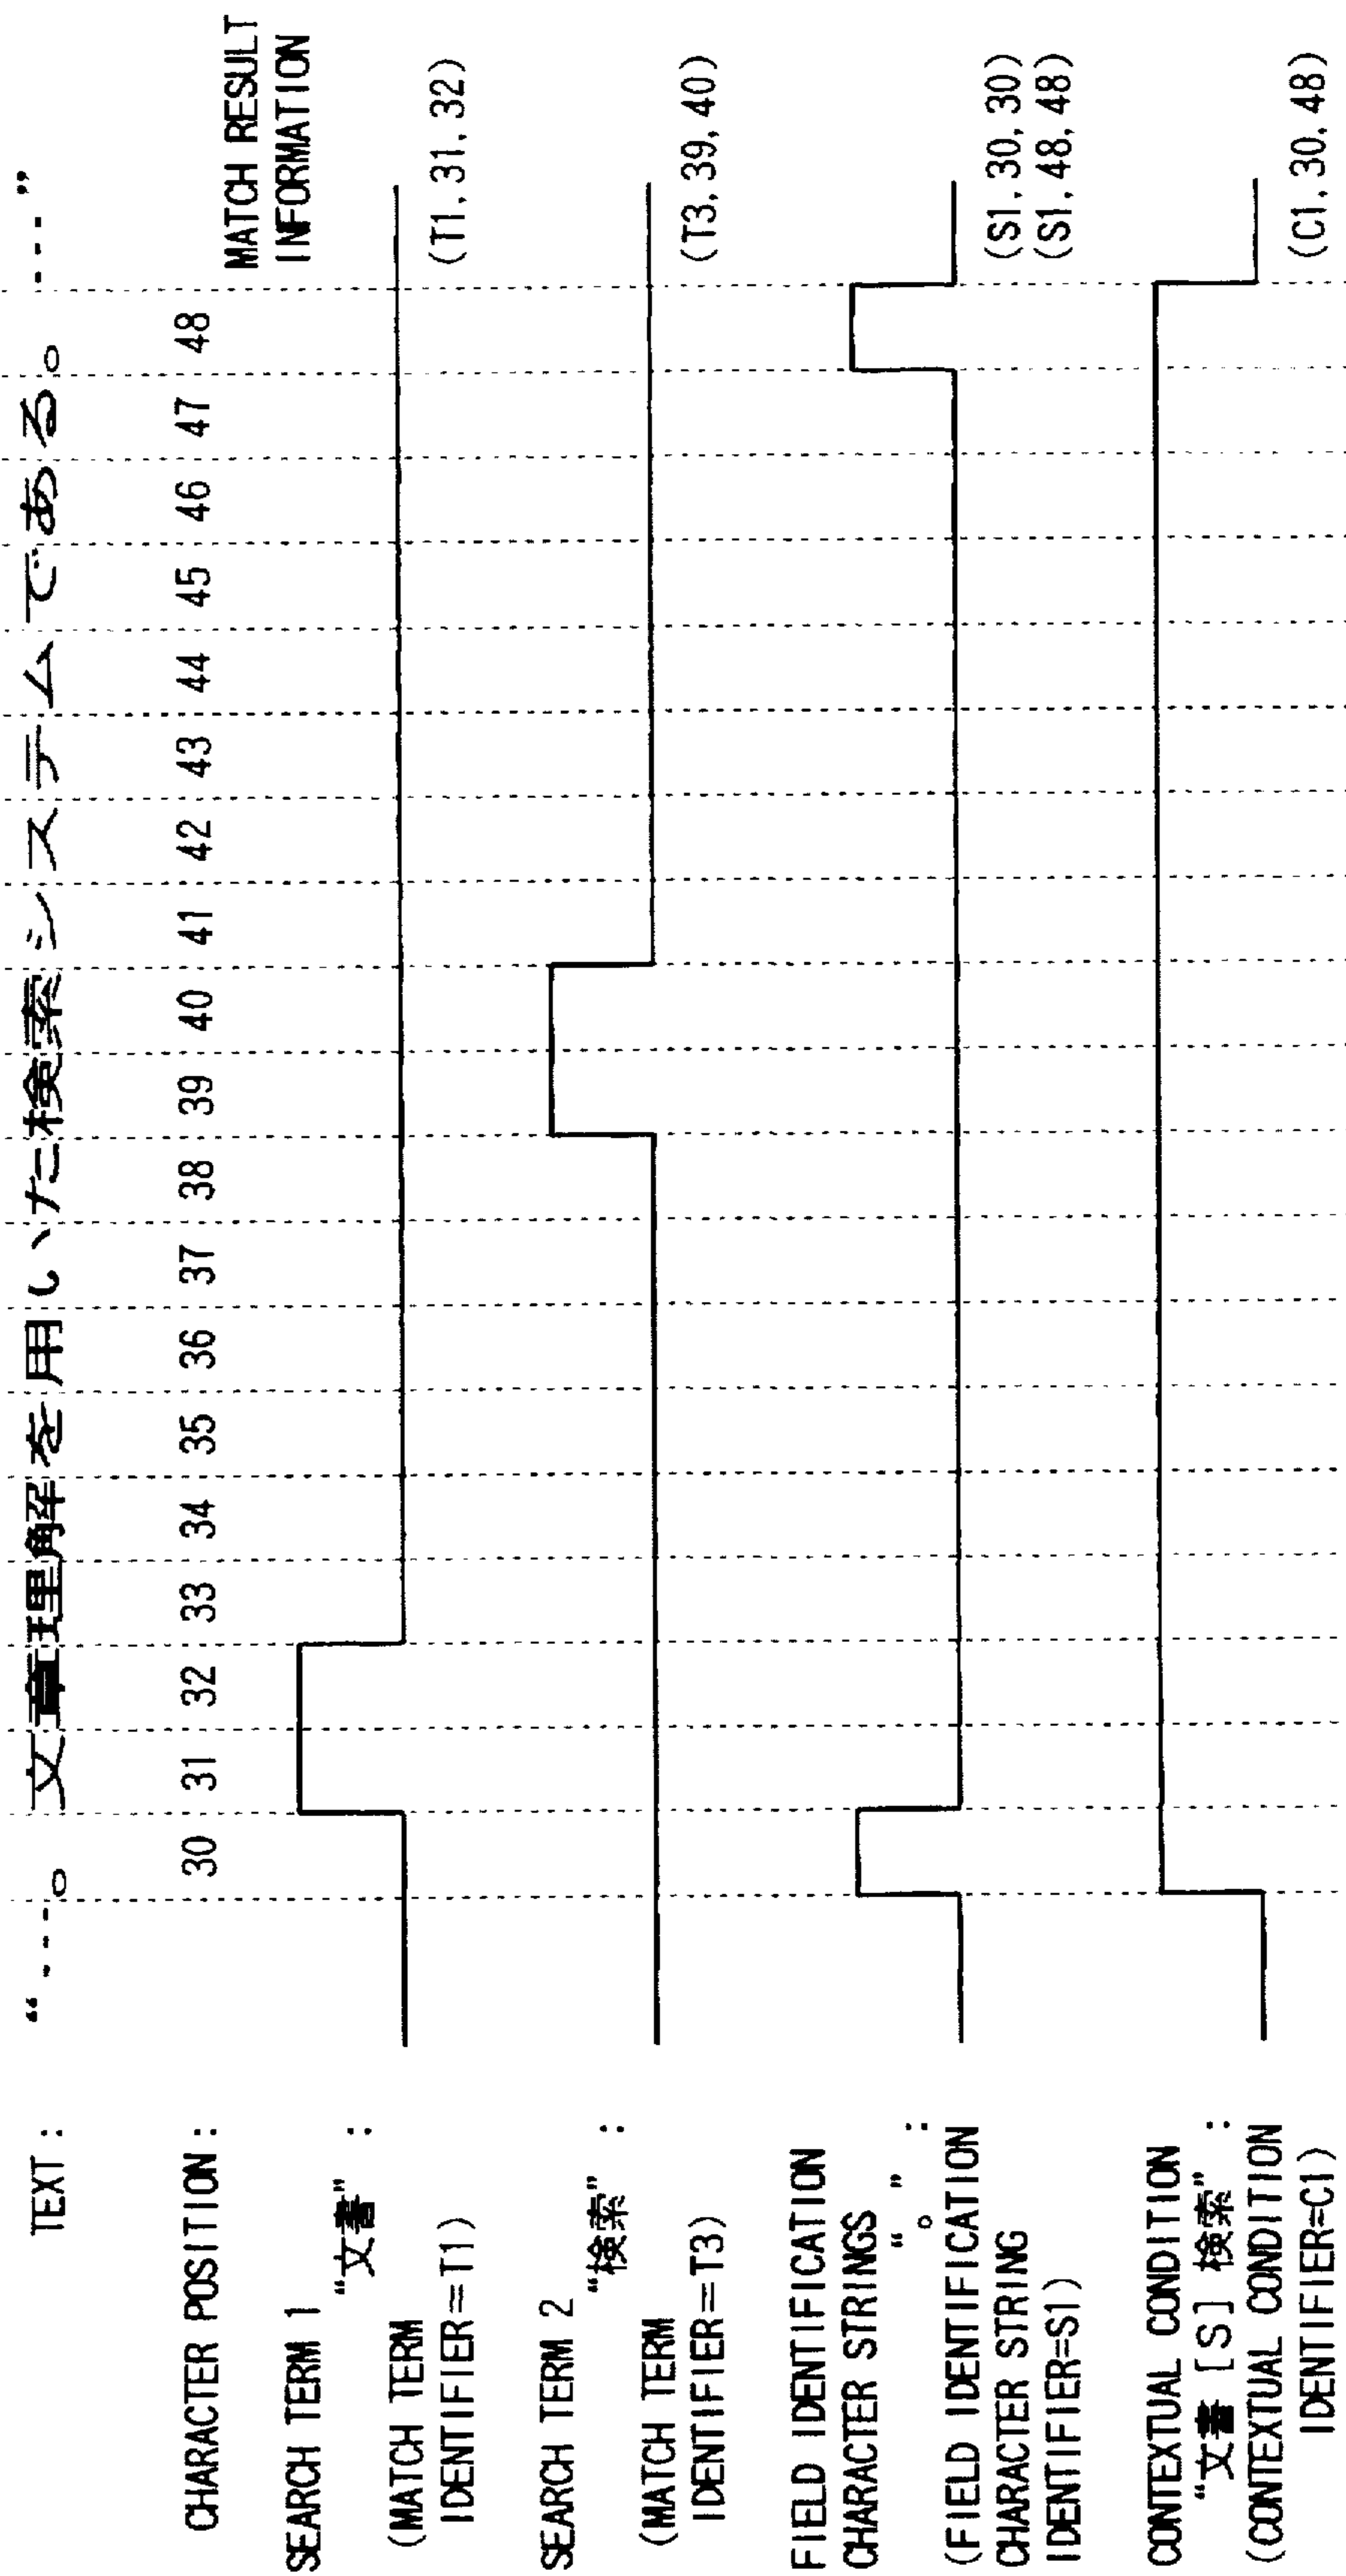 TEXT : “---。文章理解を用いた検索システムである。---”
CHARACTER POSITION : 30 31 32 33 34 35 36 37 38 39 40 41 42 43 44 45 46 47 48
MATCH RESULT
INFORMATION
SEARCH TERM 1
“文書” :
(MATCH TERM
IDENTIFIER=T1)
(T1, 31, 32)
SEARCH TERM 2
“検索” :
(MATCH TERM
IDENTIFIER=T3)
(T3, 39, 40)
FIELD IDENTIFICATION
CHARACTER STRINGS
“。” :
(FIELD IDENTIFICATION
CHARACTER STRING
IDENTIFIER=S1)
(S1, 30, 30)
(S1, 48, 48)
CONTEXTUAL CONDITION
“文書 [S] 検索” :
(CONTEXTUAL CONDITION
IDENTIFIER=C1)
(C1, 30, 48)